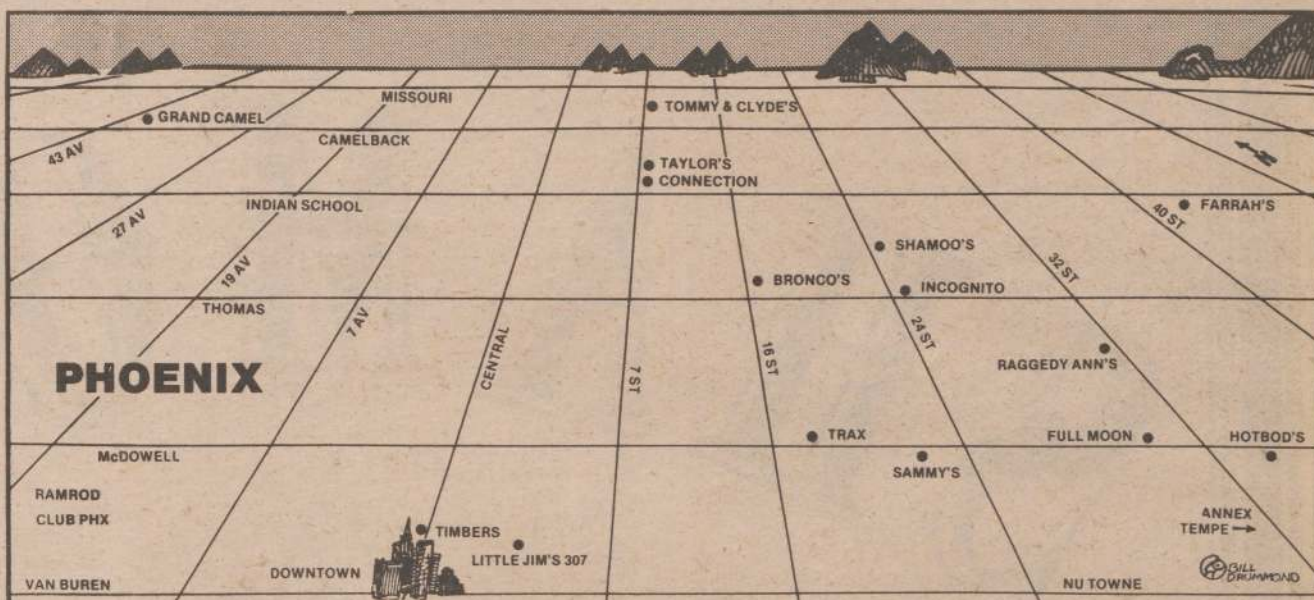 MISSOURI
TOMMY & CLYDE'S
GRAND CAMEL
CAMELBACK
43 AV
TAYLOR'S
CONNECTION
N
INDIAN SCHOOL
27 AV
40 ST
FARRAH'S
SHAMOO'S
19 AV
32 ST
BRONCO'S
INCOGNITO
THOMAS
7 AV
24 ST
CENTRAL
16 ST
7 ST
RAGGEDY ANN'S
PHOENIX
TRAX
FULL MOON
HOTBOD'S
McDOWELL
SAMMY'S
RAMROD
CLUB PHX
ANNEX
TEMPE
TIMBERS
LITTLE JIM'S 307
DOWNTOWN
VAN BUREN
NU TOWNE
BILL
DRUMMOND